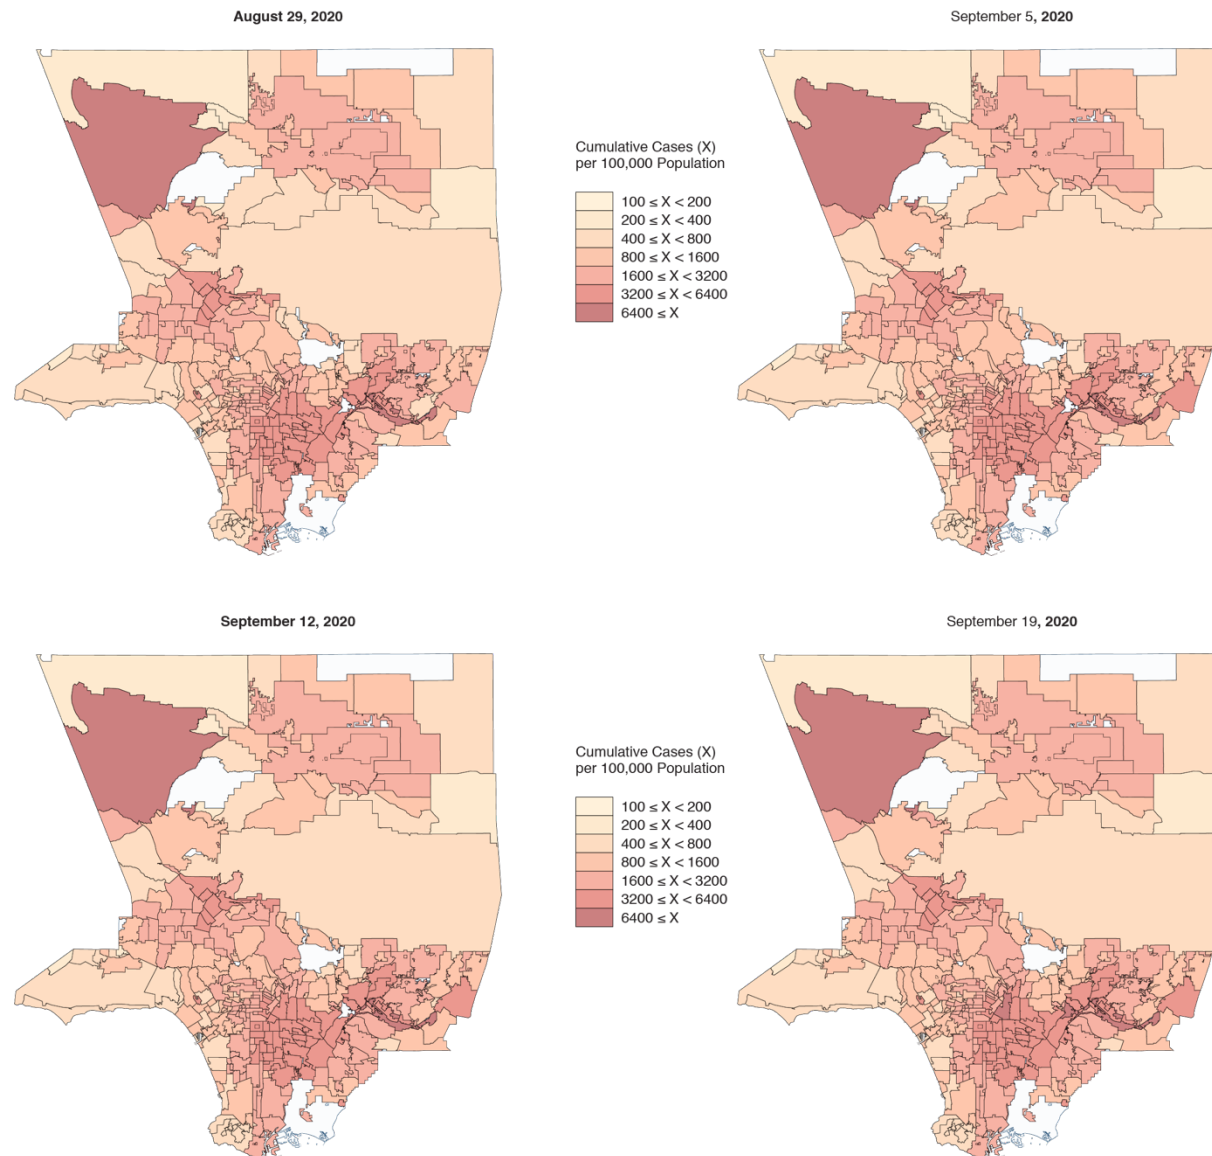 August 29, 2020
September 5, 2020
Cumulative Cases (X)
per 100,000 Population
100 ≤ X < 200
200 ≤ X < 400
400 ≤ X < 800
800 ≤ X < 1600
1600 ≤ X < 3200
3200 ≤ X < 6400
6400 ≤ X
September 12, 2020
September 19, 2020
Cumulative Cases (X)
per 100,000 Population
100 ≤ X < 200
200 ≤ X < 400
400 ≤ X < 800
800 ≤ X < 1600
1600 ≤ X < 3200
3200 ≤ X < 6400
6400 ≤ X